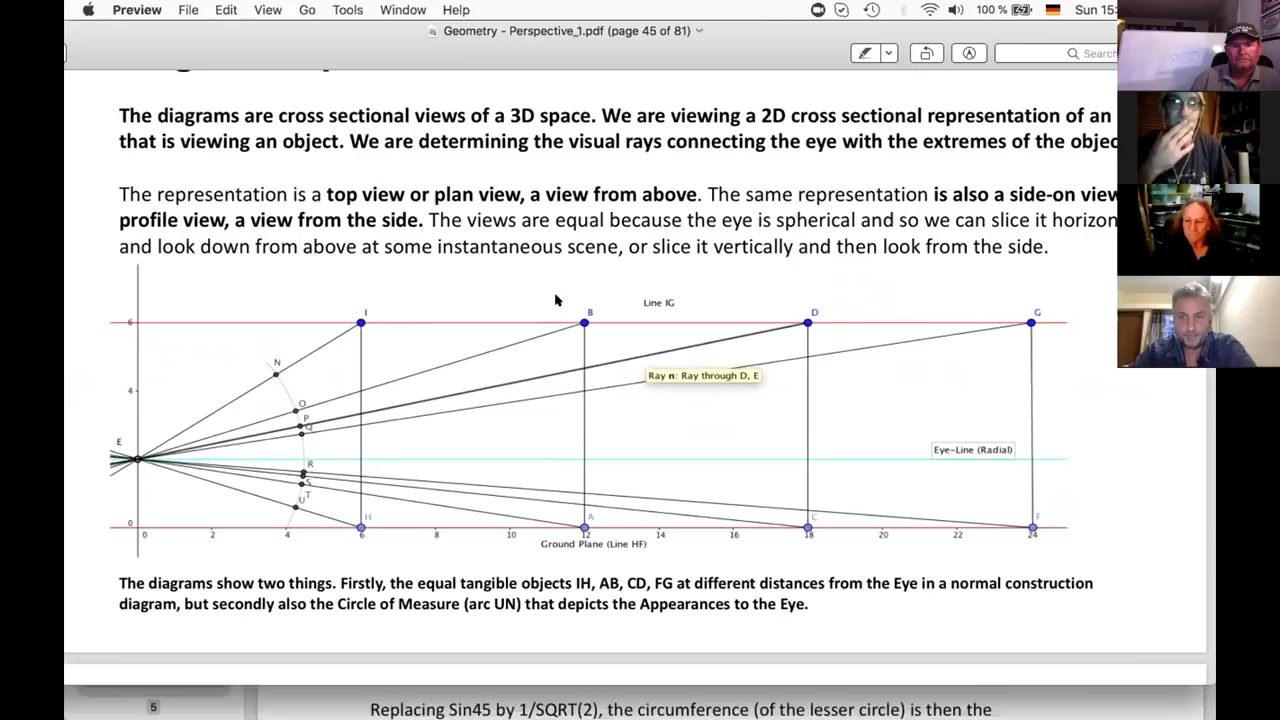 Preview File Edit View Go Tools Window Help 100 % Sun 15:
Geometry - Perspective_1.pdf (page 45 of 81)
Search
The diagrams are cross sectional views of a 3D space. We are viewing a 2D cross sectional representation of an
that is viewing an object. We are determining the visual rays connecting the eye with the extremes of the objec
The representation is a top view or plan view, a view from above. The same representation is also a side-on view
profile view, a view from the side. The views are equal because the eye is spherical and so we can slice it horizon
and look down from above at some instantaneous scene, or slice it vertically and then look from the side.
Line IG
I B D G
6
N
Ray n: Ray through D, E
4
O
P
Q
E
Eye-Line (Radial)
R
S
T
U
H A C F
0
0 2 4 6 8 10 12 14 16 18 20 22 24
Ground Plane (Line HF)
The diagrams show two things. Firstly, the equal tangible objects IH, AB, CD, FG at different distances from the Eye in a normal construction
diagram, but secondly also the Circle of Measure (arc UN) that depicts the Appearances to the Eye.
5
Replacing Sin45 by 1/SQRT(2), the circumference (of the lesser circle) is then the